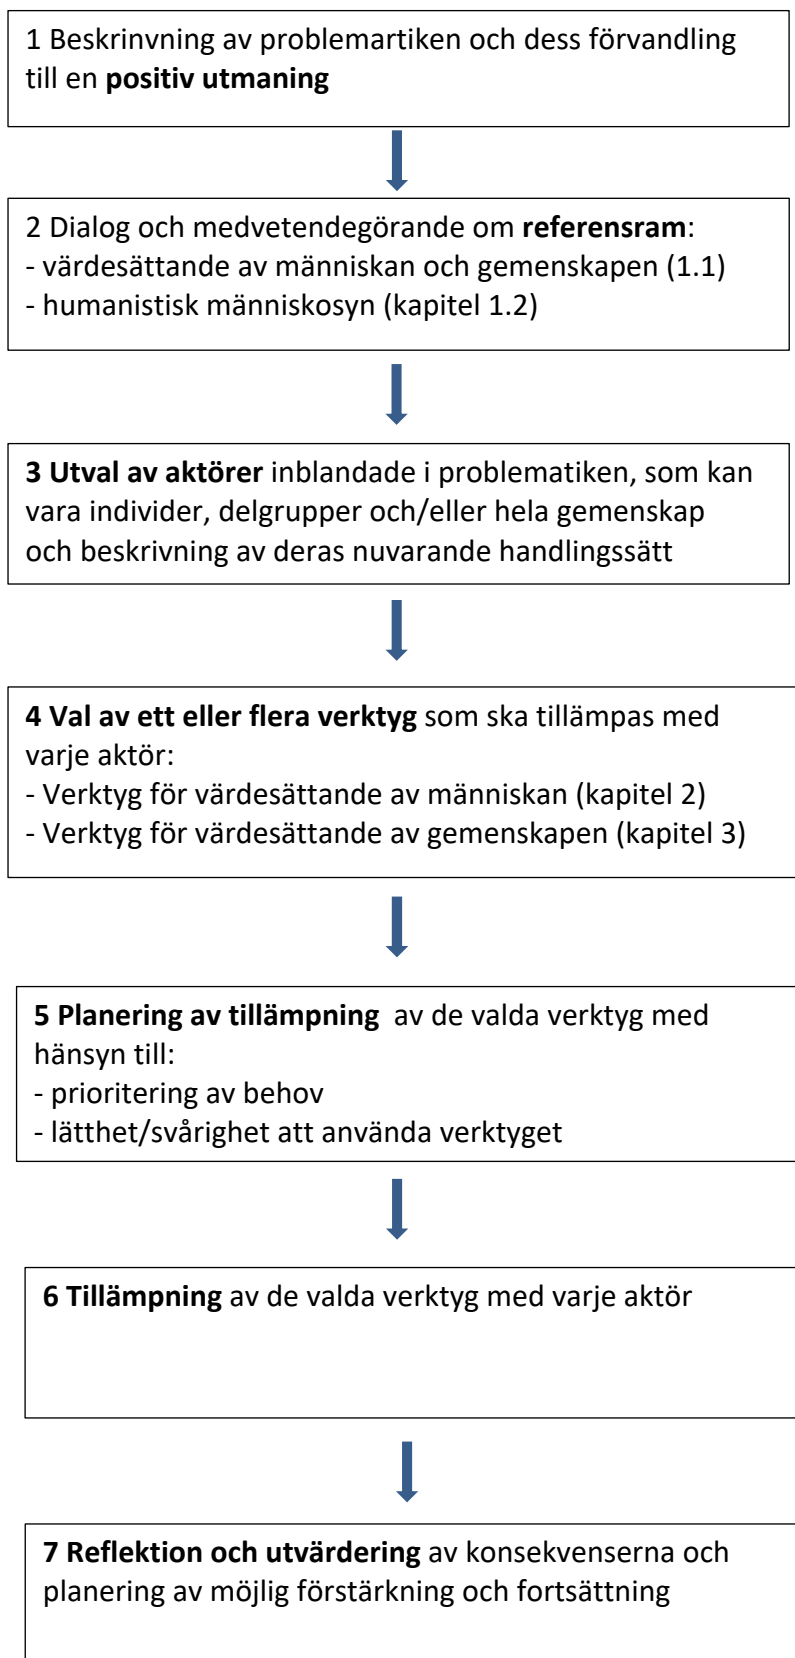 1 Beskrinvning av problemartiken och dess förvandling
till en positiv utmaning
2 Dialog och medvetendegörande om referensram:
- värdesättande av människan och gemenskapen (1.1)
- humanistisk människosyn (kapitel 1.2)
3 Utval av aktörer inblandade i problematiken, som kan
vara individer, delgrupper och/eller hela gemenskap
och beskrivning av deras nuvarande handlingssätt
4 Val av ett eller flera verktyg som ska tillämpas med
varje aktör:
- Verktyg för värdesättande av människan (kapitel 2)
- Verktyg för värdesättande av gemenskapen (kapitel 3)
5 Planering av tillämpning av de valda verktyg med
hänsyn till:
- prioritering av behov
- lätthet/svårighet att använda verktyget
6 Tillämpning av de valda verktyg med varje aktör
7 Reflektion och utvärdering av konsekvenserna och
planering av möjlig förstärkning och fortsättning